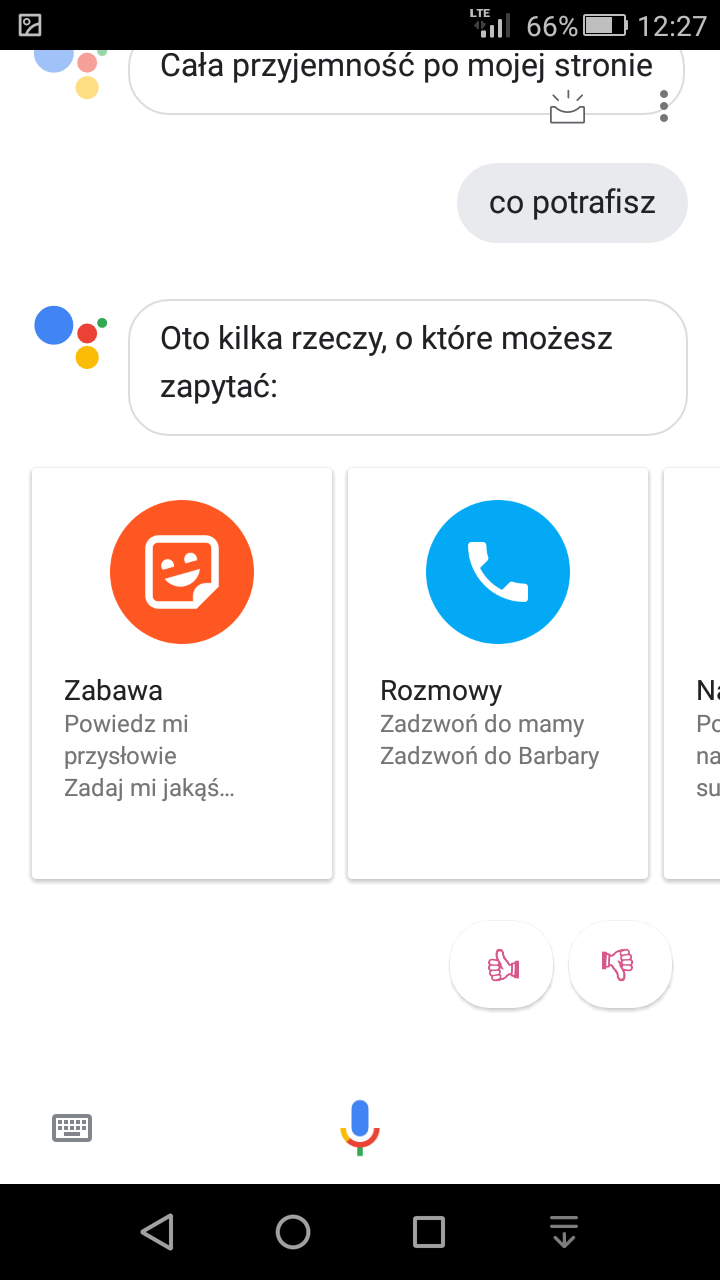 LTE
66%
12:27
Cała przyjemność po mojej stronie
co potrafisz
Oto kilka rzeczy, o które możesz
zapytać:
Zabawa
Powiedz mi
przysłowie
Zadaj mi jakąś...
Rozmowy
Zadzwoń do mamy
Zadzwoń do Barbary